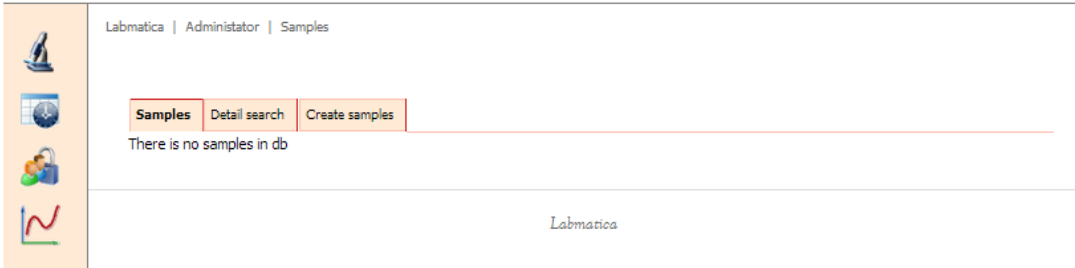 Labmatica | Administator | Samples
Samples Detail search Create samples
There is no samples in db
Labmatica